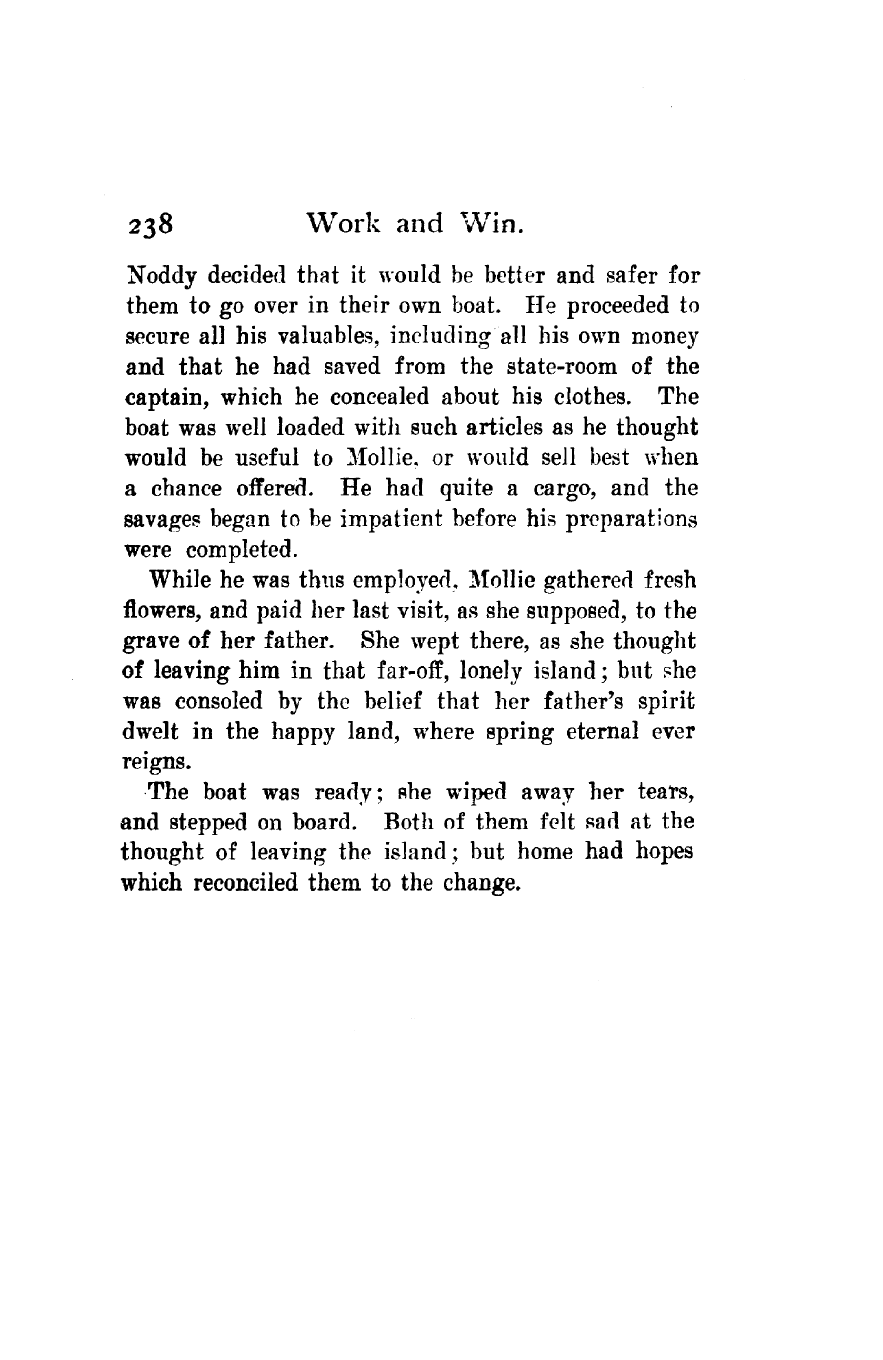 238 Work and Win.
Noddy decided that it would be better and safer for
them to go over in their own boat. He proceeded to
secure all his valuables, including all his own money
and that he had saved from the state-room of the
captain, which he concealed about his clothes. The
boat was well loaded with such articles as he thought
would be useful to Mollie, or would sell best when
a chance offered. He had quite a cargo, and the
savages began to be impatient before his preparations
were completed.
While he was thus employed, Mollie gathered fresh
flowers, and paid her last visit, as she supposed, to the
grave of her father. She wept there, as she thought
of leaving him in that far-off, lonely island; but she
was consoled by the belief that her father's spirit
dwelt in the happy land, where spring eternal ever
reigns.
The boat was ready; she wiped away her tears,
and stepped on board. Both of them felt sad at the
thought of leaving the island; but home had hopes
which reconciled them to the change.